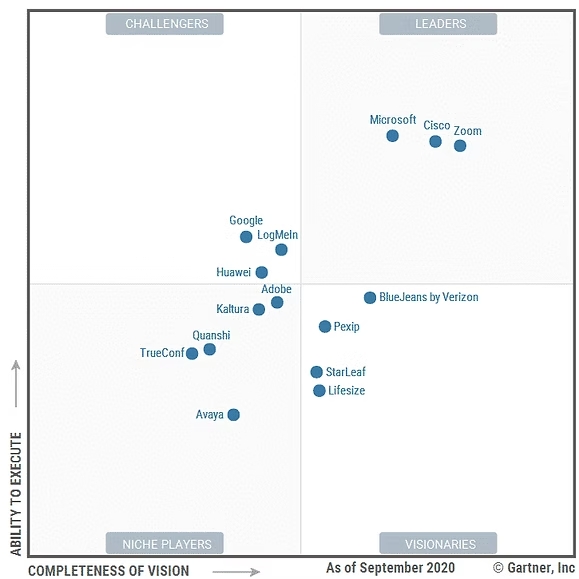 CHALLENGERS
LEADERS
Microsoft
Cisco
Zoom
Google
LogMeIn
Huawei
Adobe
Kaltura
BlueJeans by Verizon
Pexip
Quanshi
TrueConf
StarLeaf
Lifesize
Avaya
ABILITY TO EXECUTE
NICHE PLAYERS
VISIONARIES
COMPLETENESS OF VISION
As of September 2020
© Gartner, Inc